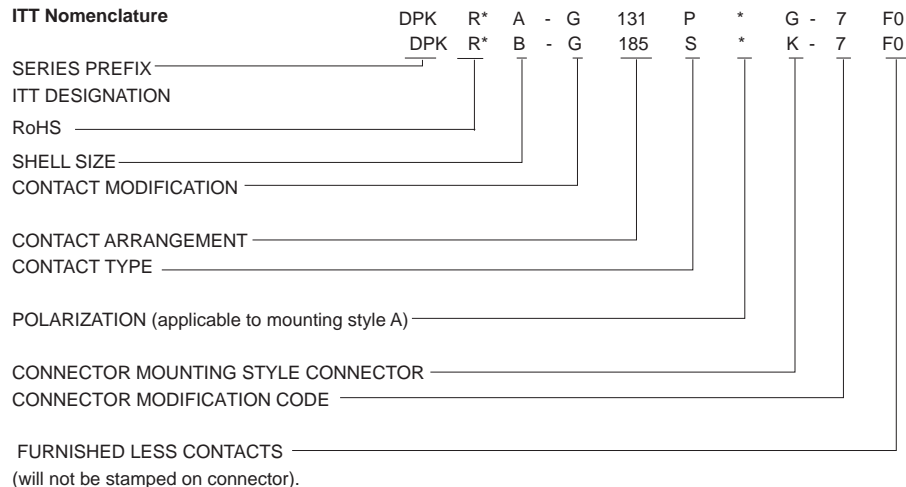 ITT Nomenclature DPK R* A - G 131 P * G - 7 F0
DPK R* B - G 185 S * K - 7 F0
SERIES PREFIX
ITT DESIGNATION
RoHS
SHELL SIZE
CONTACT MODIFICATION
CONTACT ARRANGEMENT
CONTACT TYPE
POLARIZATION (applicable to mounting style A)
CONNECTOR MOUNTING STYLE CONNECTOR
CONNECTOR MODIFICATION CODE
FURNISHED LESS CONTACTS
(will not be stamped on connector).